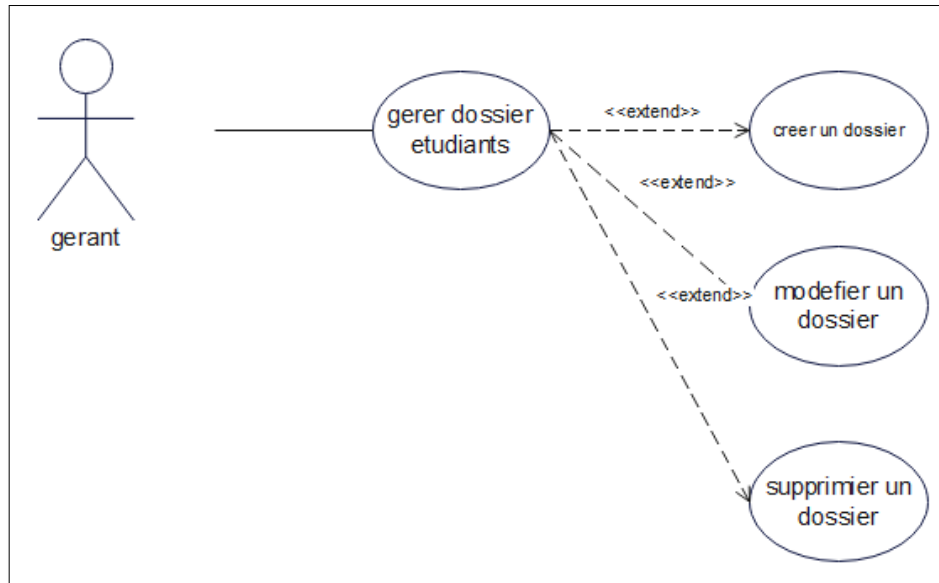 gerer dossier
etudiants
<<extend>>
creer un dossier
<<extend>>
gerant
<<extend>>
modefier un
dossier
supprimier un
dossier